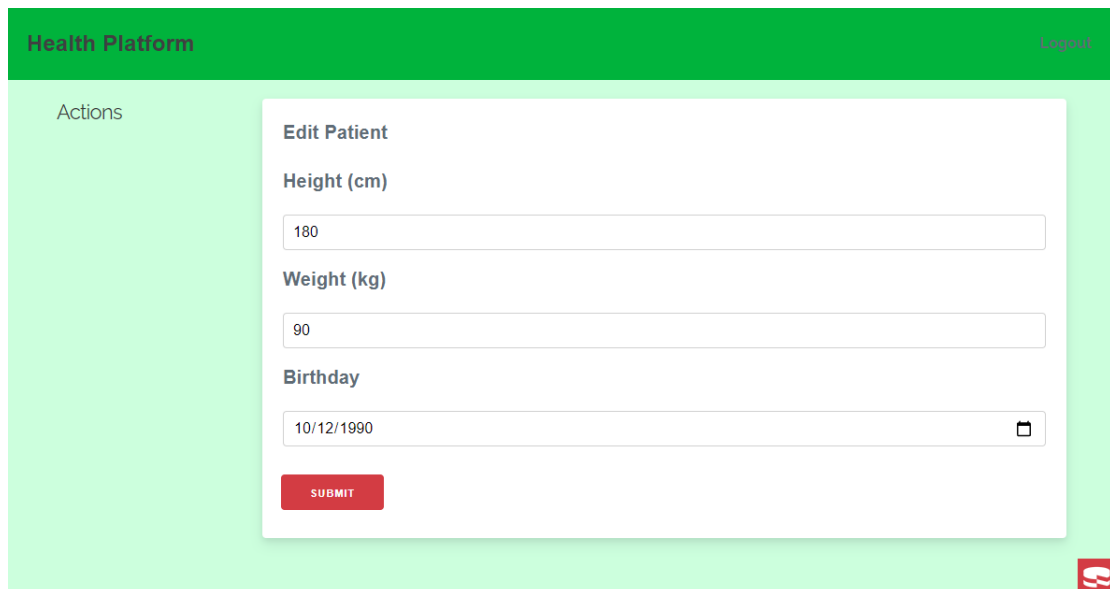 Health Platform
Logout
Actions
Edit Patient
Height (cm)
180
Weight (kg)
90
Birthday
10/12/1990
SUBMIT